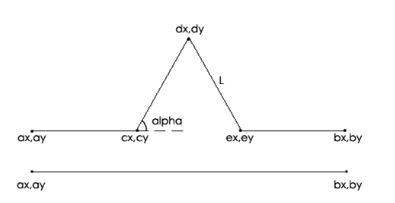 dx,dy
L
alpha
ax,ay cx,cy ex,ey bx,by
ax,ay bx,by